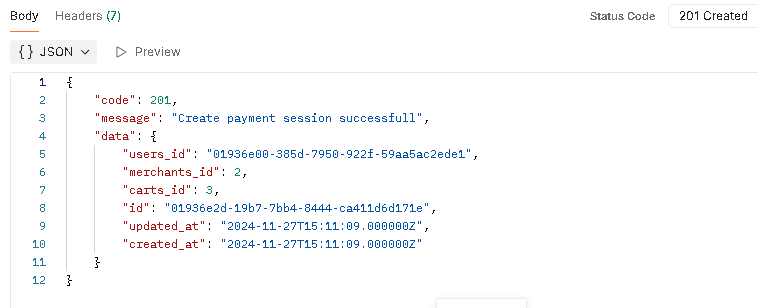 Body Headers (7) Status Code 201 Created
{} JSON Preview
1 {
2 "code": 201,
3 "message": "Create payment session successfull",
4 "data": {
5 "users_id": "01936e00-385d-7950-922f-59aa5ac2ede1",
6 "merchants_id": 2,
7 "carts_id": 3,
8 "id": "01936e2d-19b7-7bb4-8444-ca411d6d171e",
9 "updated_at": "2024-11-27T15:11:09.000000Z",
10 "created_at": "2024-11-27T15:11:09.000000Z"
11 }
12 }